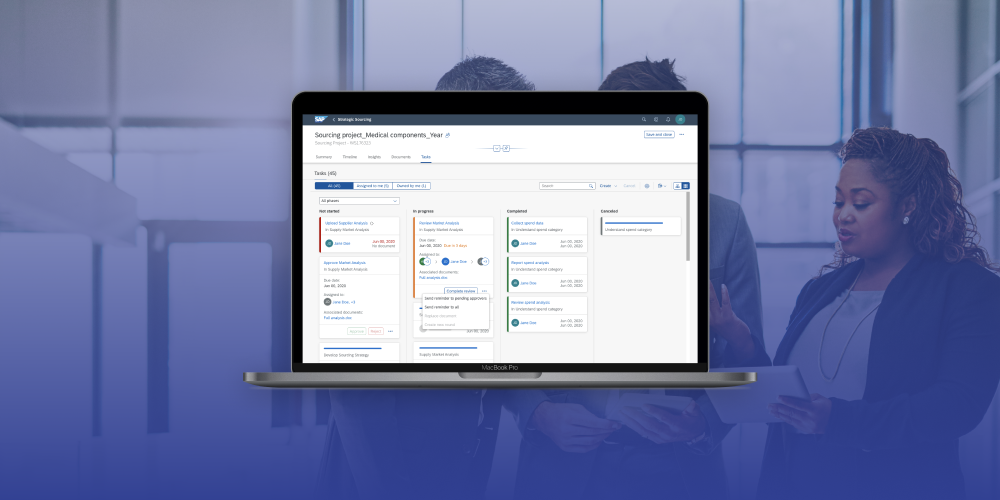 SAP
Strategic Sourcing
Sourcing project_Medical components_Year
Save and close
Summary Timeline Insights Documents Tasks
Tasks (45)
All (45) Assigned to me (5) Owned by me (1)
Search
Create
Cancel
All phases
Not started
Upload Supplier Analysis
In Supply Market Analysis
Jane Doe
Jun 00, 2020
No document
Approve Market Analysis
In Supply Market Analysis
Due date:
Jun 00, 2020
Assigned to:
Jane Doe, +3
Associated documents:
Full analysis.doc
Approve Reject
Develop Sourcing Strategy
In progress
Review Market Analysis
In Supply Market Analysis
Due date:
Jun 00, 2020 Due in 5 days
Assigned to:
Jane Doe
Associated documents:
Full analysis.doc
Complete review
Send reminder to pending approvers
Send reminder to all
Replace document
Create new round
Jun 00, 2020
Supply Market Analysis
Completed
Collect spend data
In Understand spend category
Jane Doe
Jun 00, 2020
Jun 00, 2020
Report spend analysis
In Understand spend category
Jane Doe
Jun 00, 2020
Jun 00, 2020
Review spend analysis
In Understand spend category
Jane Doe
Jun 00, 2020
Jun 00, 2020
Canceled
Understand spend category
MacBook Pro